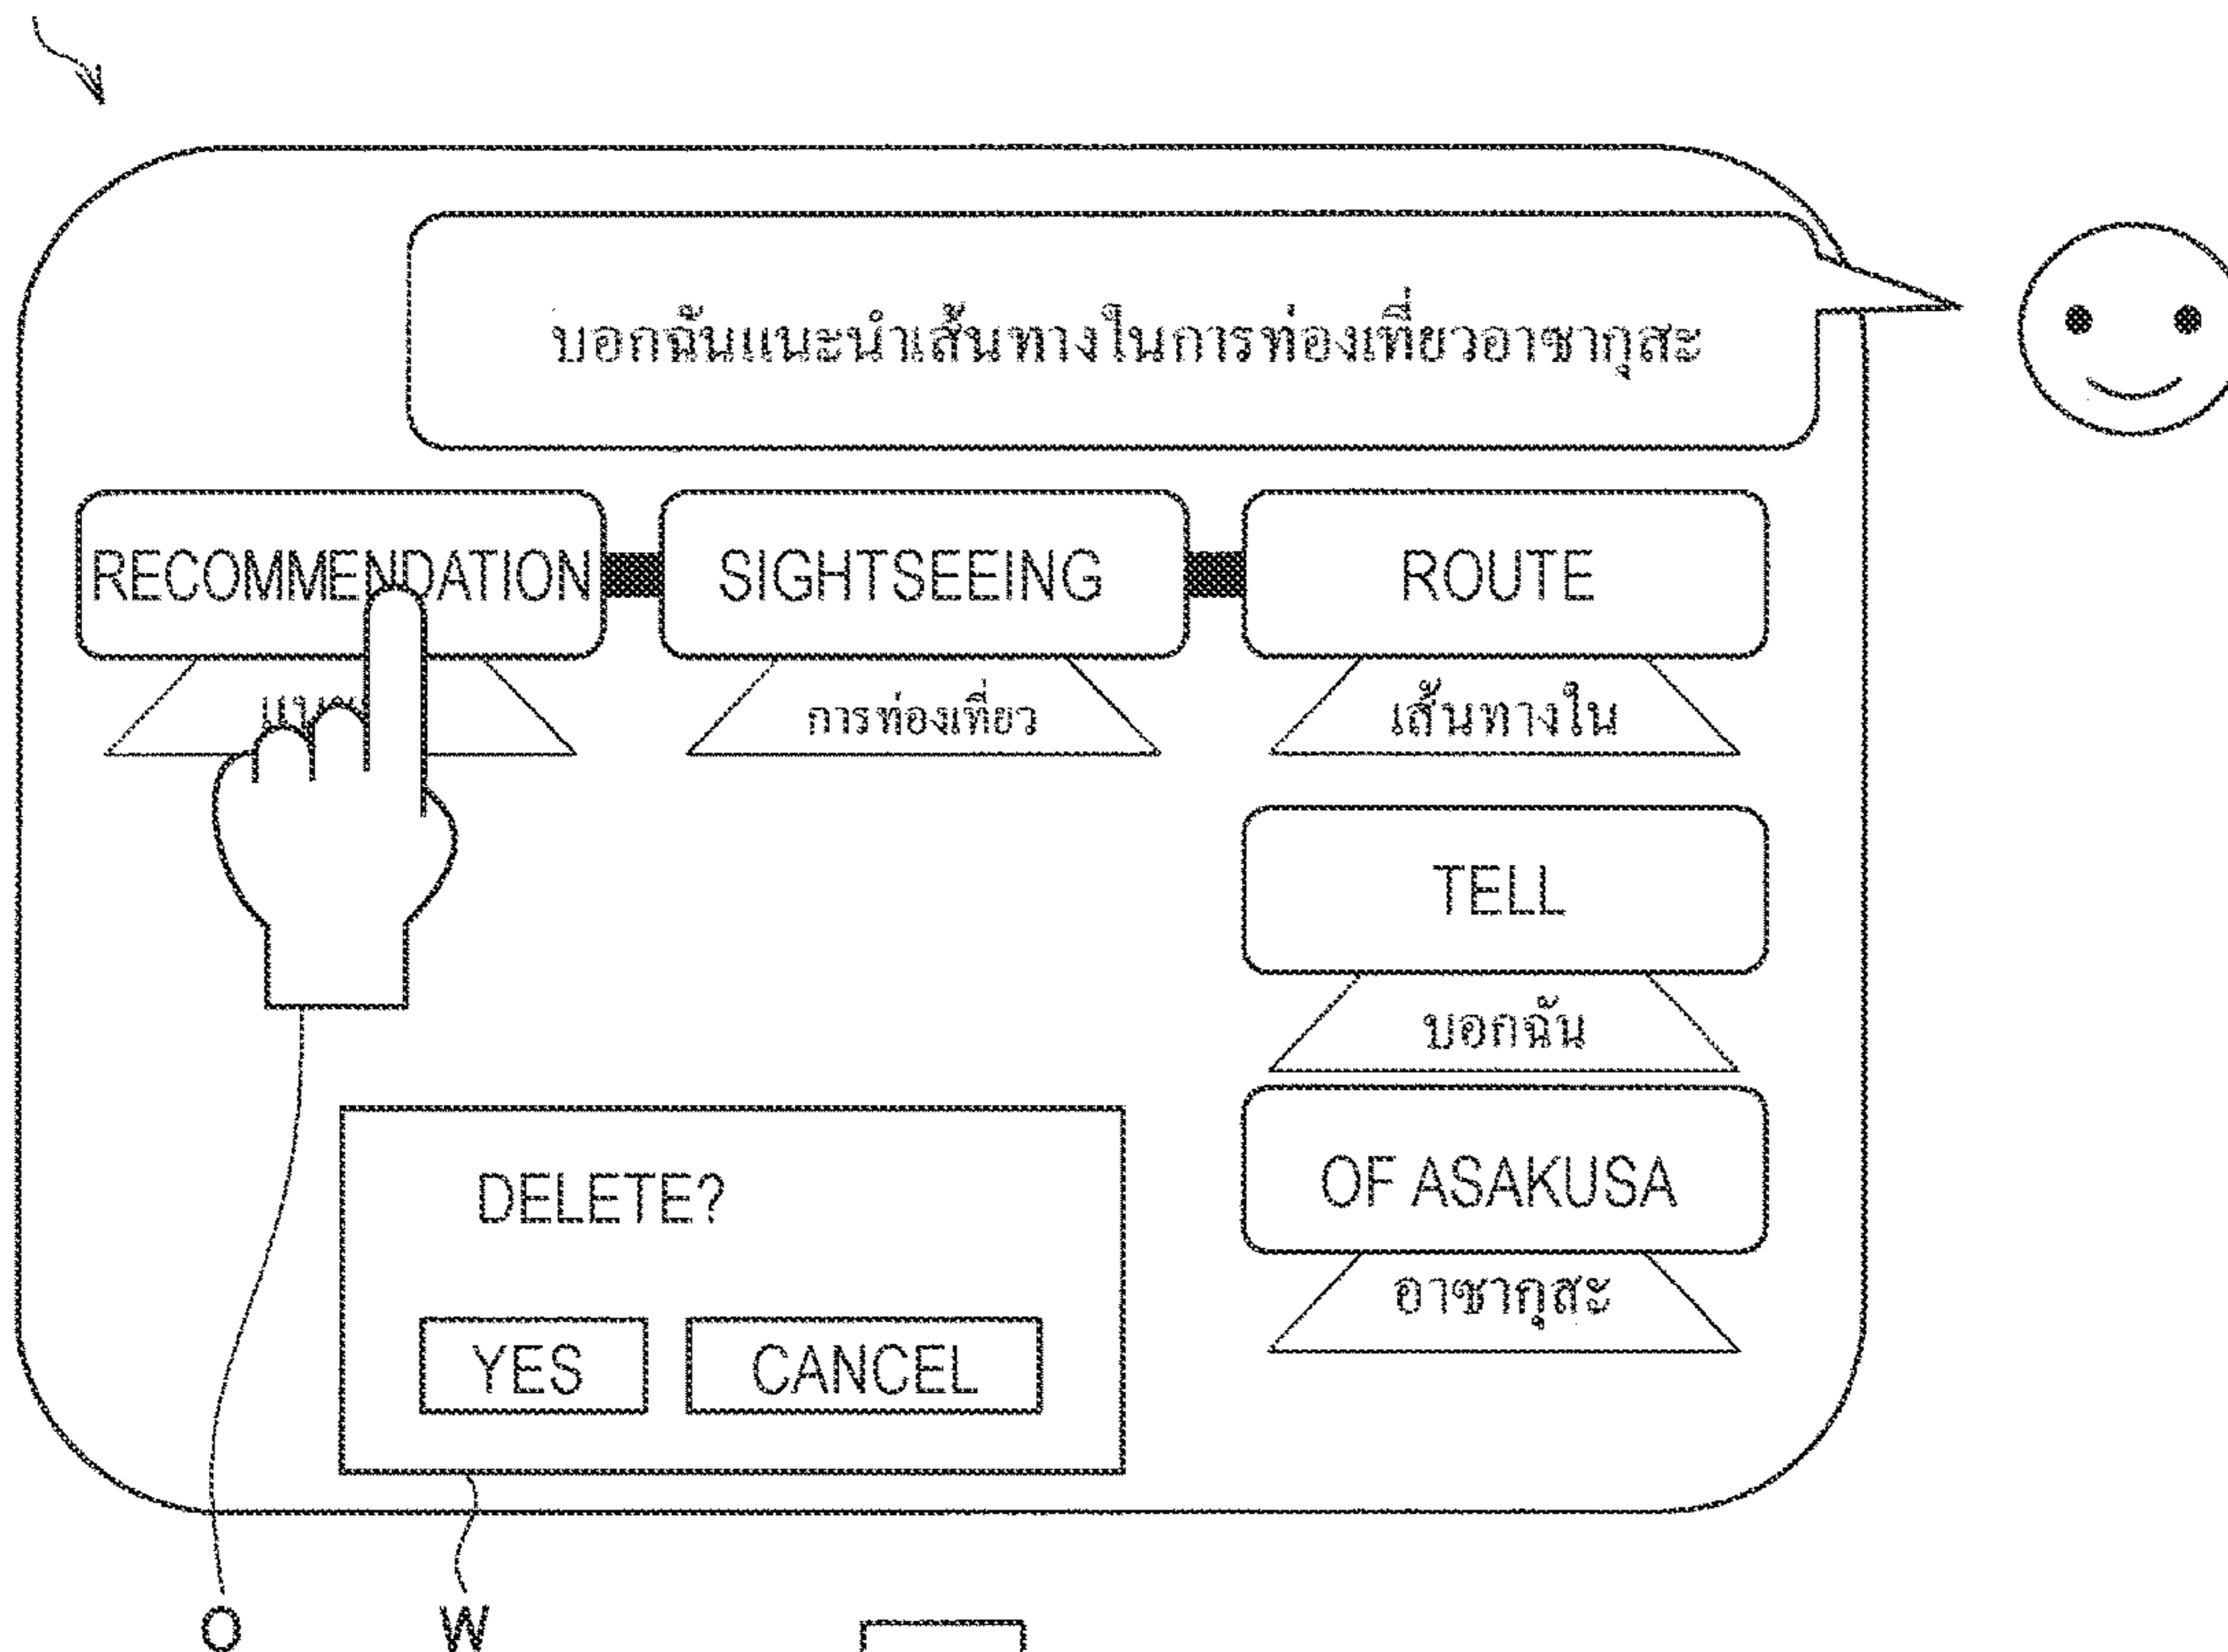 บอกฉันแนะนำเส้นทางในการท่องเที่ยวอาซากุสะ
RECOMMENDATION SIGHTSEEING ROUTE
การท่องเที่ยว เส้นทางใน
TELL
บอกฉัน
OF ASAKUSA
อาซากุสะ
DELETE?
YES CANCEL
O W